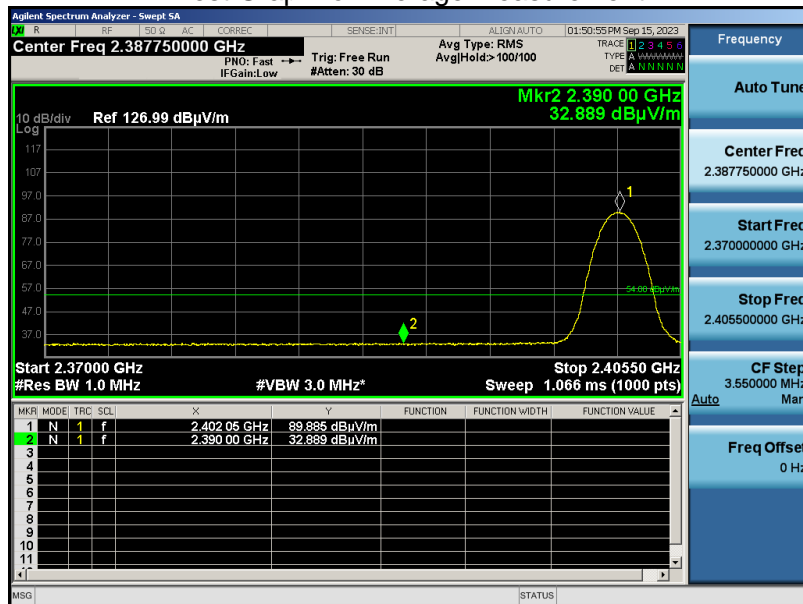 Agilent Spectrum Analyzer - Swept SA
LXI R RF 50 Ω AC CORREC SENSE:INT ALIGN AUTO 01:50:55 PM Sep 15, 2023
Center Freq 2.387750000 GHz
PNO: Fast
IFGain:Low
Trig: Free Run
#Atten: 30 dB
Avg Type: RMS
Avg|Hold:>100/100
TRACE 1 2 3 4 5 6
TYPE A WWWWW
DET A N N N N N
Mkr2 2.390 00 GHz
32.889 dBµV/m
10 dB/div Ref 126.99 dBµV/m
Log
117
107
97.0
87.0
77.0
67.0
57.0
47.0
37.0
1
54.00 dBµV/m
2
Start 2.37000 GHz Stop 2.40550 GHz
#Res BW 1.0 MHz #VBW 3.0 MHz* Sweep 1.066 ms (1000 pts)
MKR MODE TRC SCL X Y FUNCTION FUNCTION WIDTH FUNCTION VALUE
1 N 1 f 2.402 05 GHz 89.885 dBµV/m
2 N 1 f 2.390 00 GHz 32.889 dBµV/m
3
4
5
6
7
8
9
10
11
MSG STATUS
Frequency
Auto Tune
Center Freq
2.387750000 GHz
Start Freq
2.370000000 GHz
Stop Freq
2.405500000 GHz
CF Step
3.550000 MHz
Auto Man
Freq Offset
0 Hz